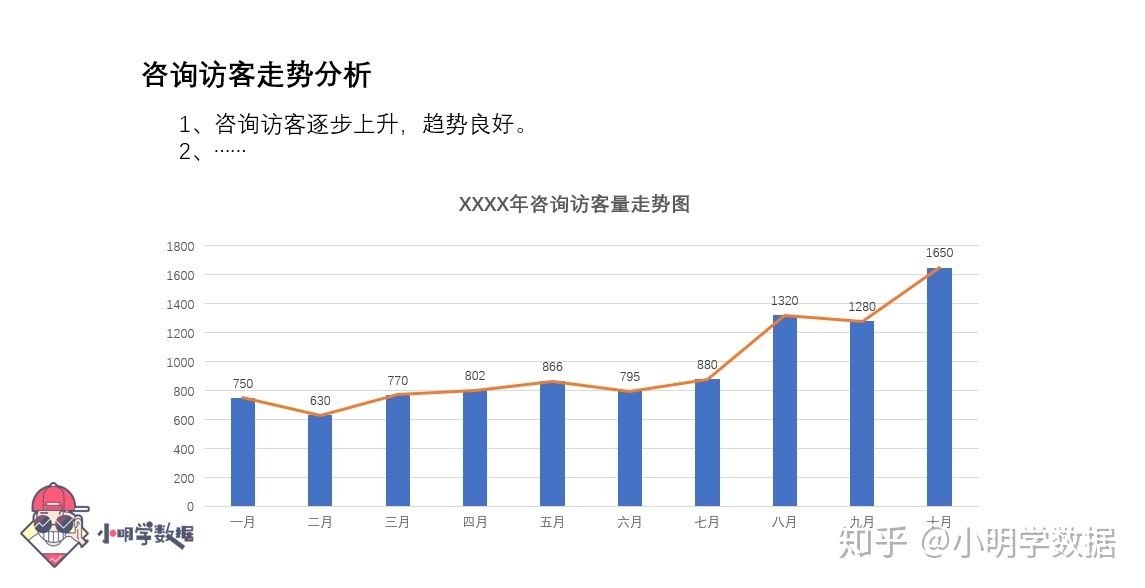 咨询访客走势分析
1、咨询访客逐步上升，趋势良好。
2、……
XXXX年咨询访客量走势图
1800
1600
1400
1200
1000
800
600
400
200
0
750
630
770
802
866
795
880
1320
1280
1650
一月
二月
三月
四月
五月
六月
七月
八月
九月
十月
小明学数据
知乎 @小明学数据